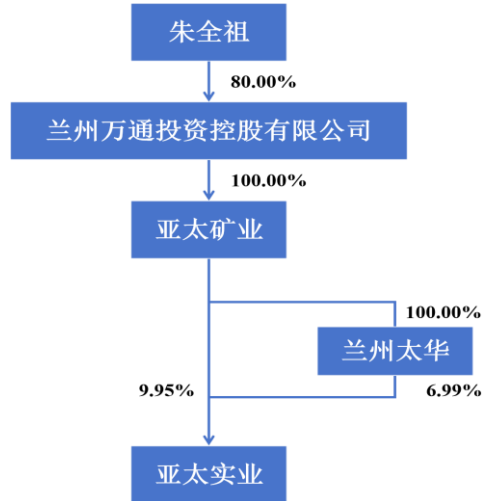 朱全祖
80.00%
兰州万通投资控股有限公司
100.00%
亚太矿业
100.00%
兰州太华
9.95%
6.99%
亚太实业